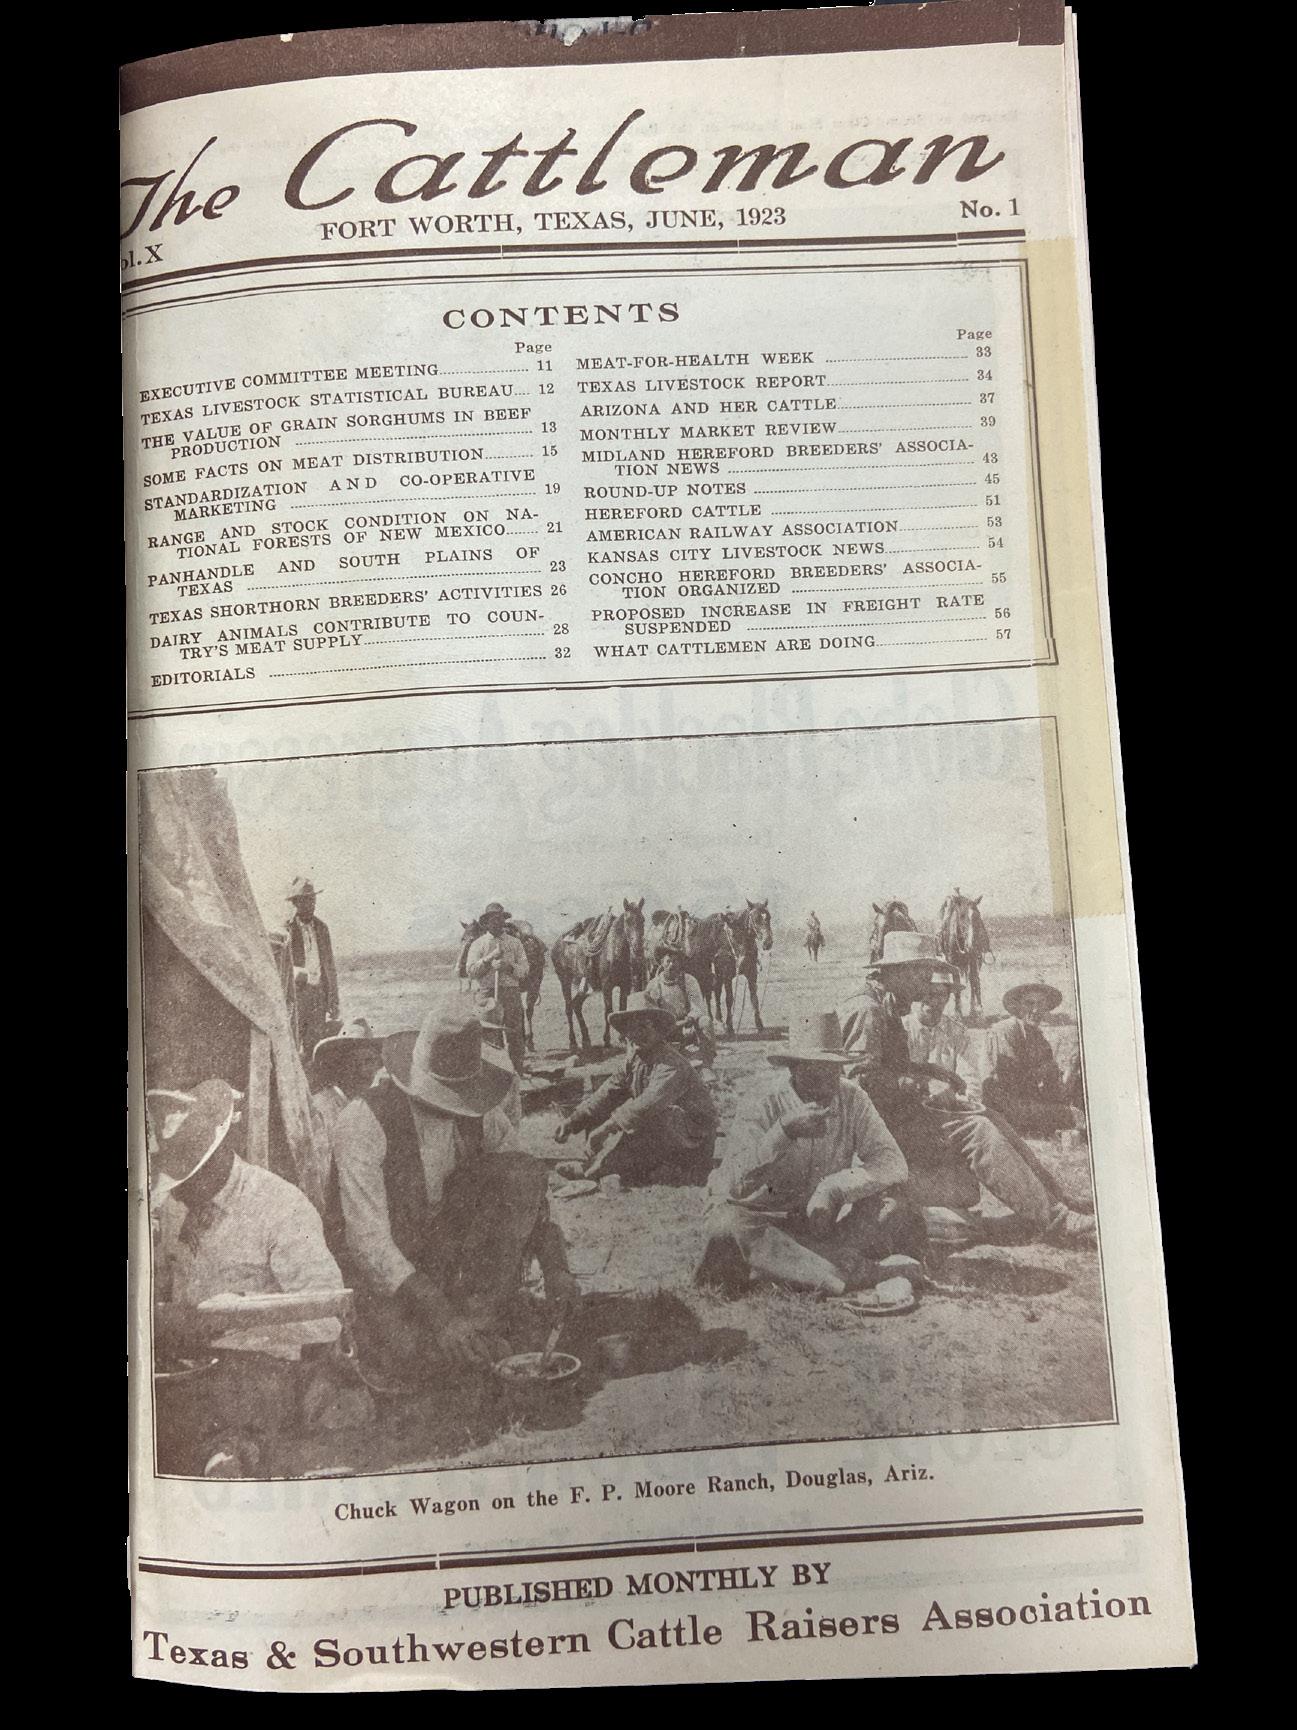 The Cattleman
FORT WORTH, TEXAS, JUNE, 1923
ol. X
No. 1
CONTENTS
Page
EXECUTIVE COMMITTEE MEETING 11
TEXAS LIVESTOCK STATISTICAL BUREAU 12
THE VALUE OF GRAIN SORGHUMS IN BEEF
PRODUCTION 13
SOME FACTS ON MEAT DISTRIBUTION 15
STANDARDIZATION AND CO-OPERATIVE
MARKETING 19
RANGE AND STOCK CONDITION ON NA-
TIONAL FORESTS OF NEW MEXICO 21
PANHANDLE AND SOUTH PLAINS OF
TEXAS 23
TEXAS SHORTHORN BREEDERS' ACTIVITIES 26
DAIRY ANIMALS CONTRIBUTE TO COUN-
TRY'S MEAT SUPPLY 28
EDITORIALS 32
Page
MEAT-FOR-HEALTH WEEK 33
TEXAS LIVESTOCK REPORT 34
ARIZONA AND HER CATTLE 37
MONTHLY MARKET REVIEW 39
MIDLAND HEREFORD BREEDERS' ASSOCIA-
TION NEWS 43
ROUND-UP NOTES 45
HEREFORD CATTLE 51
AMERICAN RAILWAY ASSOCIATION 53
KANSAS CITY LIVESTOCK NEWS 54
CONCHO HEREFORD BREEDERS' ASSOCIA-
TION ORGANIZED 55
PROPOSED INCREASE IN FREIGHT RATE
SUSPENDED 56
WHAT CATTLEMEN ARE DOING 57
Chuck Wagon on the F. P. Moore Ranch, Douglas, Ariz.
PUBLISHED MONTHLY BY
Texas & Southwestern Cattle Raisers Association